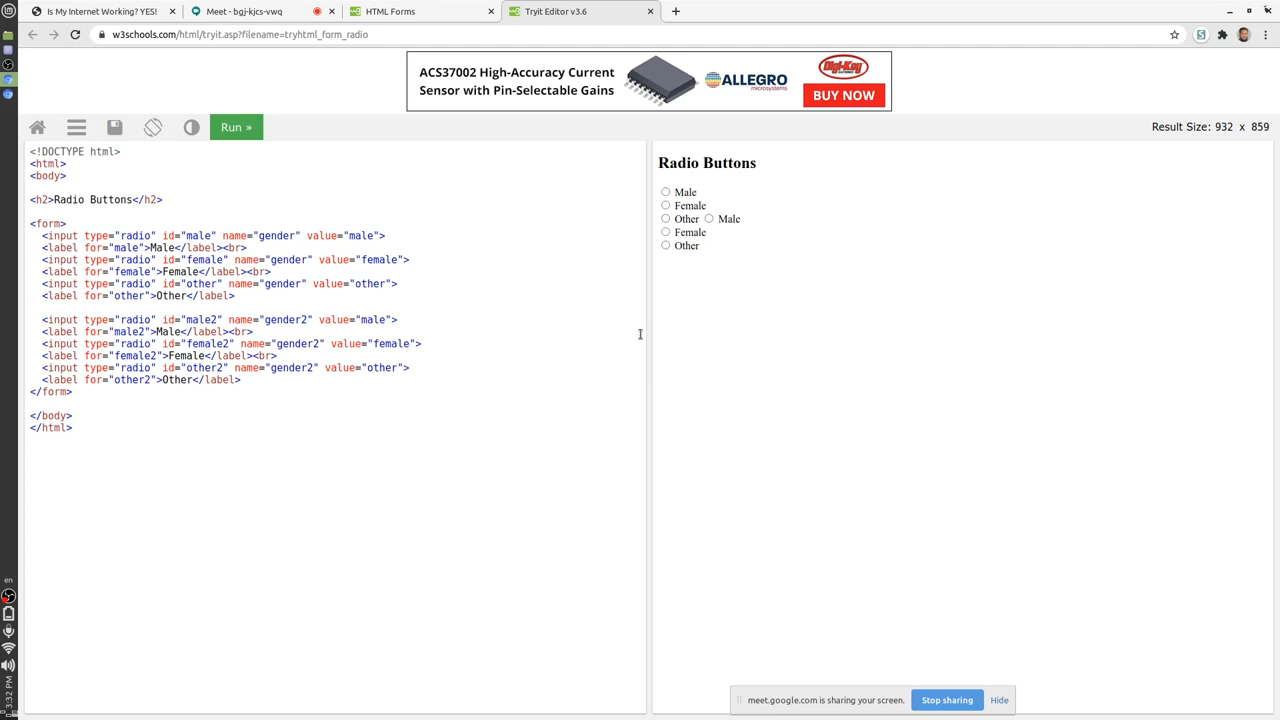 Is My Internet Working? YES!
Meet - bgj-kjcs-vwq
HTML Forms
Tryit Editor v3.6
w3schools.com/html/tryit.asp?filename=tryhtml_form_radio
ACS37002 High-Accuracy Current
Sensor with Pin-Selectable Gains
ALLEGRO
microsystems
Digi-Key
BUY NOW
Run »
Result Size: 932 x 859
<!DOCTYPE html>
<html>
<body>
<h2>Radio Buttons</h2>
<form>
<input type="radio" id="male" name="gender" value="male">
<label for="male">Male</label><br>
<input type="radio" id="female" name="gender" value="female">
<label for="female">Female</label><br>
<input type="radio" id="other" name="gender" value="other">
<label for="other">Other</label>
<input type="radio" id="male2" name="gender2" value="male">
<label for="male2">Male</label><br>
<input type="radio" id="female2" name="gender2" value="female">
<label for="female2">Female</label><br>
<input type="radio" id="other2" name="gender2" value="other">
<label for="other2">Other</label>
</form>
</body>
</html>
Radio Buttons
Male
Female
Other Male
Female
Other
en
3:32 PM
meet.google.com is sharing your screen. Stop sharing Hide